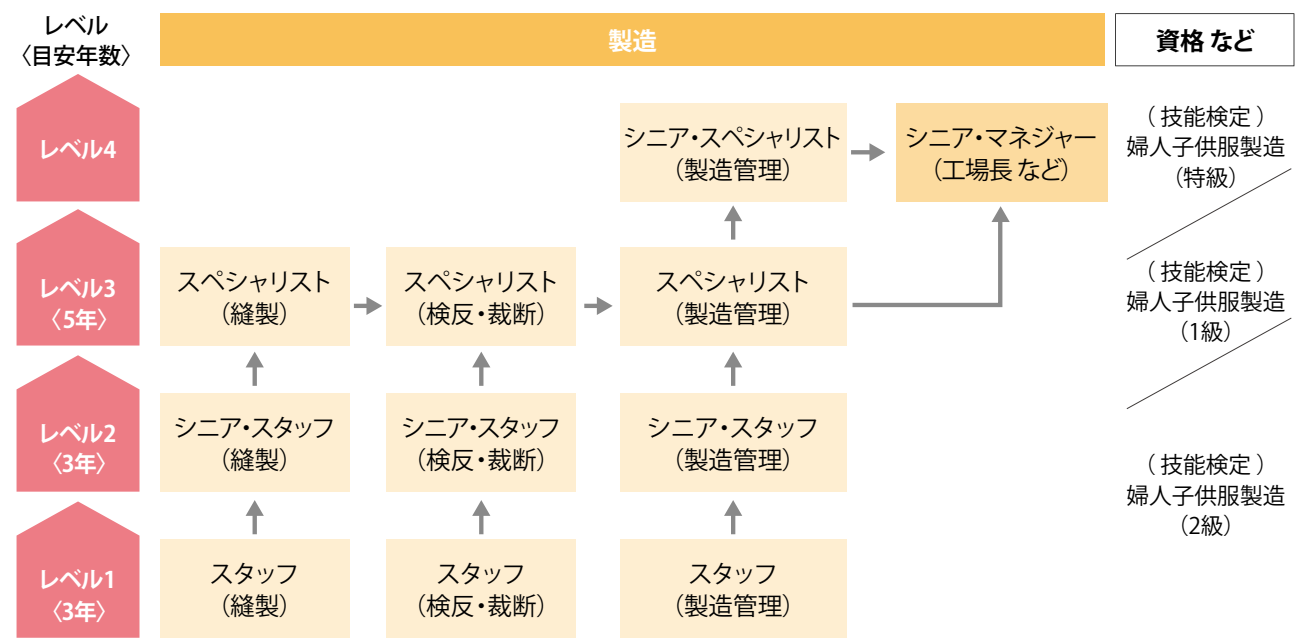 レベル
〈目安年数〉
製造
資格 など
レベル4
シニア・スペシャリスト
（製造管理）
シニア・マネジャー
（工場長 など）
（ 技能検定 ）
婦人子供服製造
（特級）
レベル3
〈5年〉
スペシャリスト
（縫製）
スペシャリスト
（検反・裁断）
スペシャリスト
（製造管理）
（ 技能検定 ）
婦人子供服製造
（1級）
レベル2
〈3年〉
シニア・スタッフ
（縫製）
シニア・スタッフ
（検反・裁断）
シニア・スタッフ
（製造管理）
（ 技能検定 ）
婦人子供服製造
（2級）
レベル1
〈3年〉
スタッフ
（縫製）
スタッフ
（検反・裁断）
スタッフ
（製造管理）